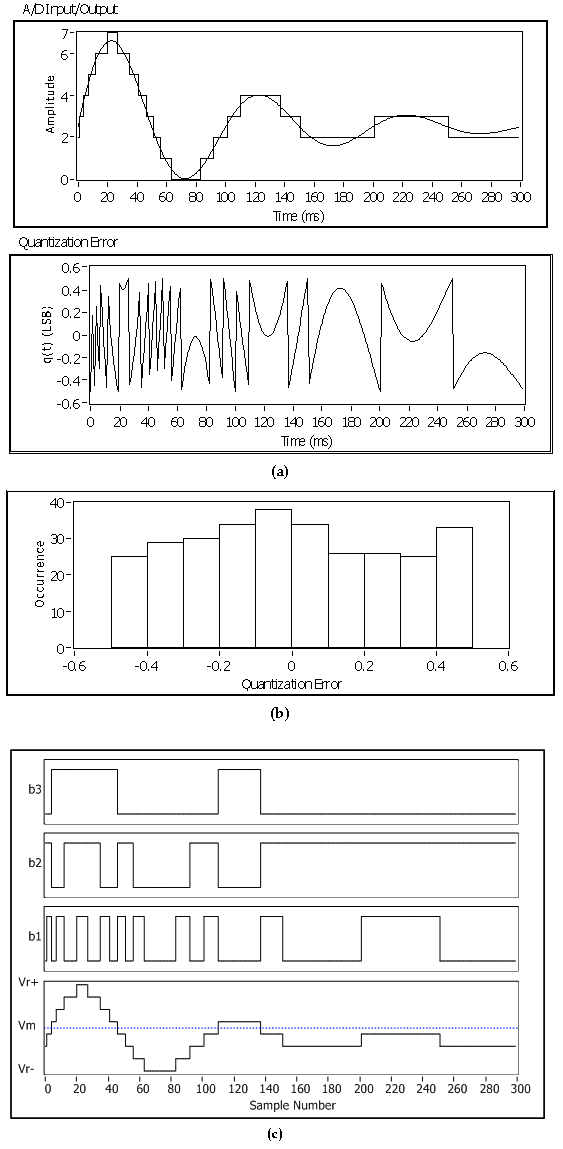 A/D Input/Output
7-
6-
4-
2-
0-
Amplitude
0 20 40 60 80 100 120 140 160 180 200 220 240 260 280 300
Time (ms)
Quantization Error
0.6-
0.4-
0.2-
0-
-0.2-
-0.4-
-0.6-
q(t) (LSB)
0 20 40 60 80 100 120 140 160 180 200 220 240 260 280 300
Time (ms)
(a)
40-
30-
20-
10-
0-
Occurrence
-0.6 -0.4 -0.2 0 0.2 0.4 0.6
Quantization Error
(b)
b3
b2
b1
Vr+
Vm
Vr-
0 20 40 60 80 100 120 140 160 180 200 220 240 260 280 300
Sample Number
(c)